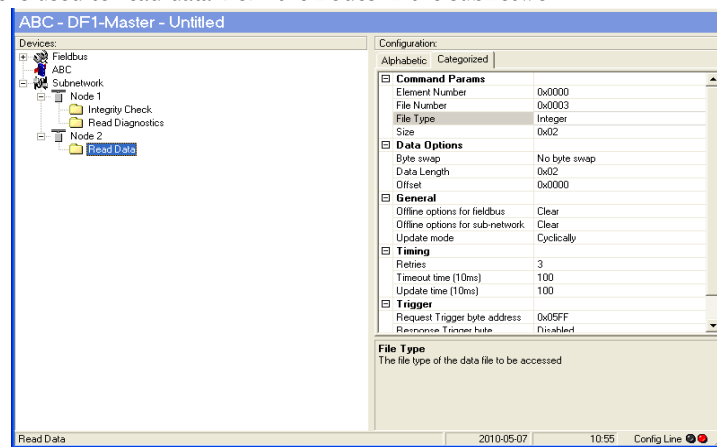 ABC - DF1-Master - Untitled
Devices:
Fieldbus
ABC
Subnetwork
Node 1
Integrity Check
Read Diagnostics
Node 2
Read Data
Configuration:
Alphabetic Categorized
Command Params
Element Number 0x0000
File Number 0x0003
File Type Integer
Size 0x02
Data Options
Byte swap No byte swap
Data Length 0x02
Offset 0x0000
General
Offline options for fieldbus Clear
Offline options for sub-network Clear
Update mode Cyclically
Timing
Retries 3
Timeout time (10ms) 100
Update time (10ms) 100
Trigger
Request Trigger byte address 0x05FF
Response Trigger byte Disabled
File Type
The file type of the data file to be accessed
Read Data 2010-05-07 10:55 Config Line